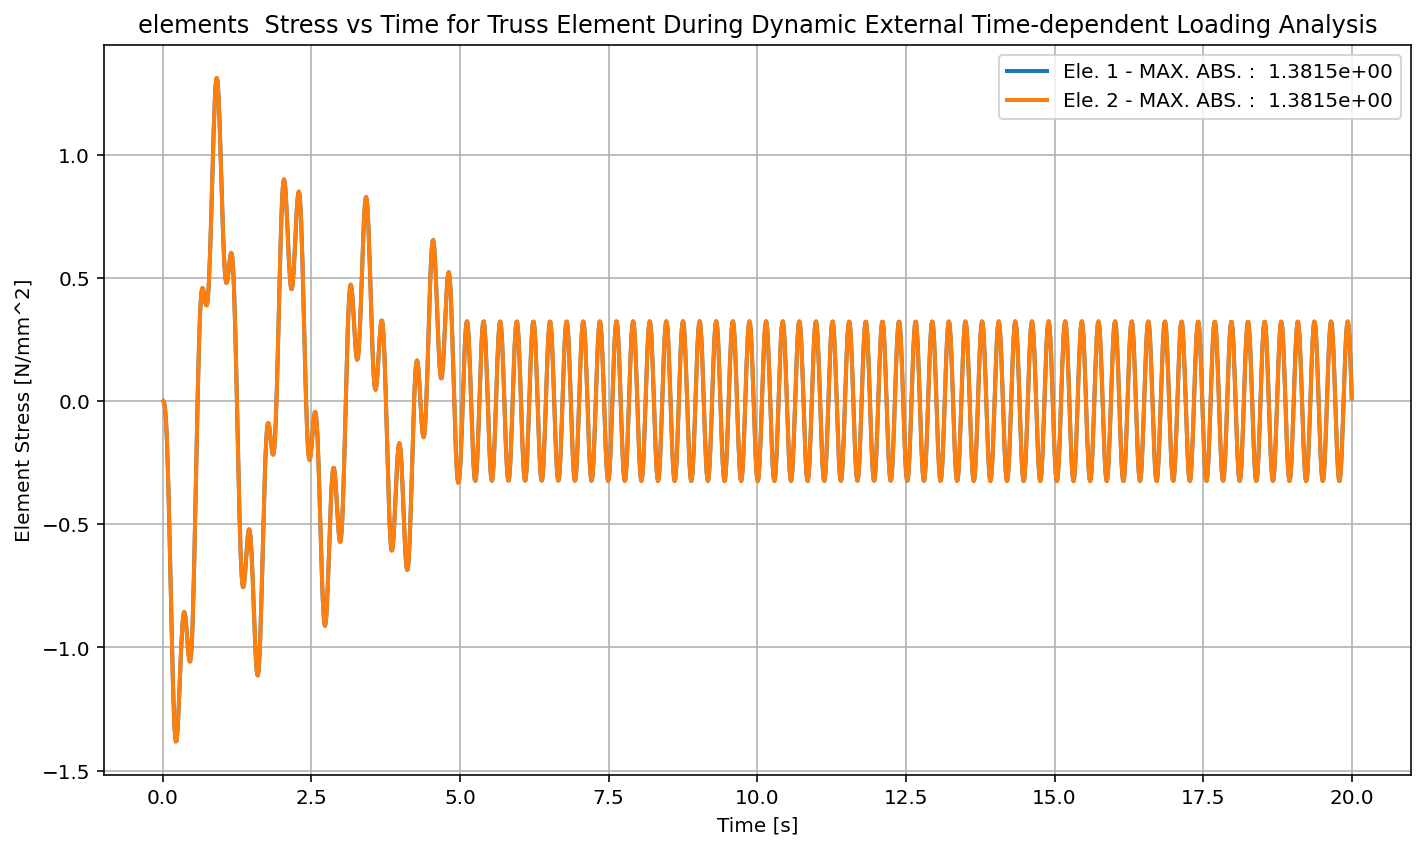 elements  Stress vs Time for Truss Element During Dynamic External Time-dependent Loading Analysis
Ele. 1 - MAX. ABS. :  1.3815e+00
Ele. 2 - MAX. ABS. :  1.3815e+00
Element Stress [N/mm^2]
1.0
0.5
0.0
−0.5
−1.0
−1.5
0.0 2.5 5.0 7.5 10.0 12.5 15.0 17.5 20.0
Time [s]